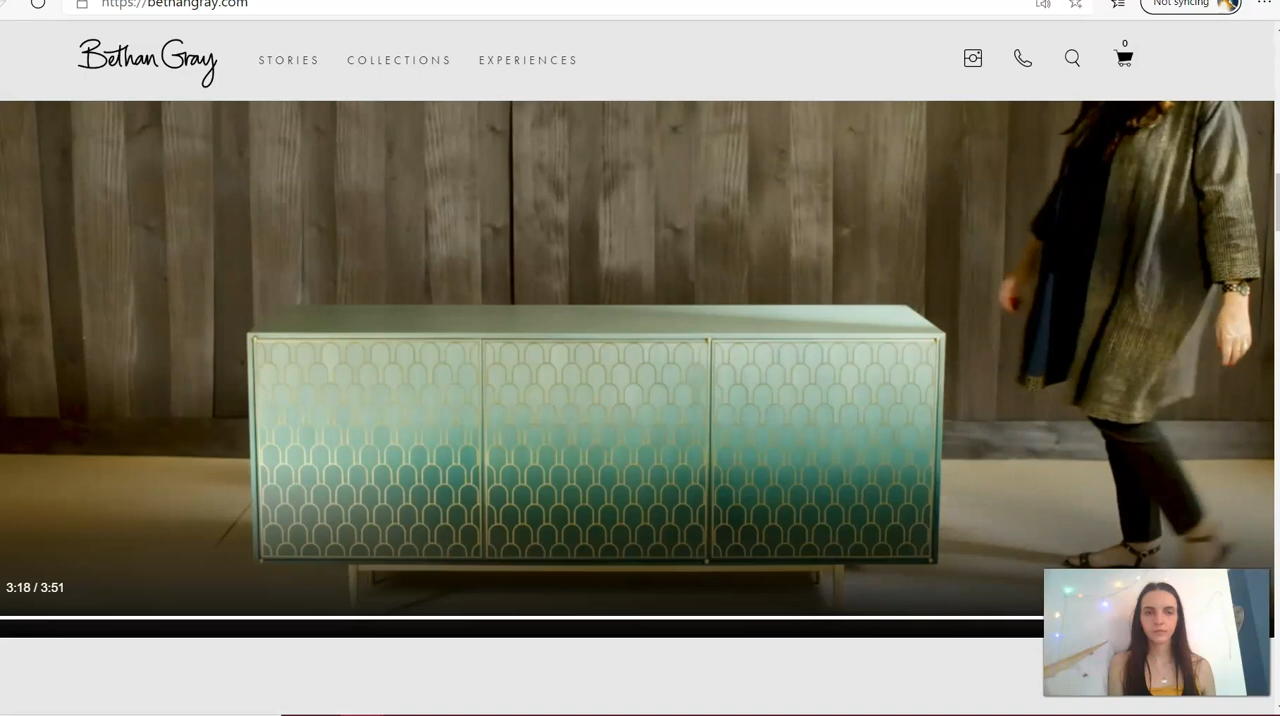 https://bethangray.com
Not syncing
Bethan Gray
STORIES COLLECTIONS EXPERIENCES
0
3:18 / 3:51